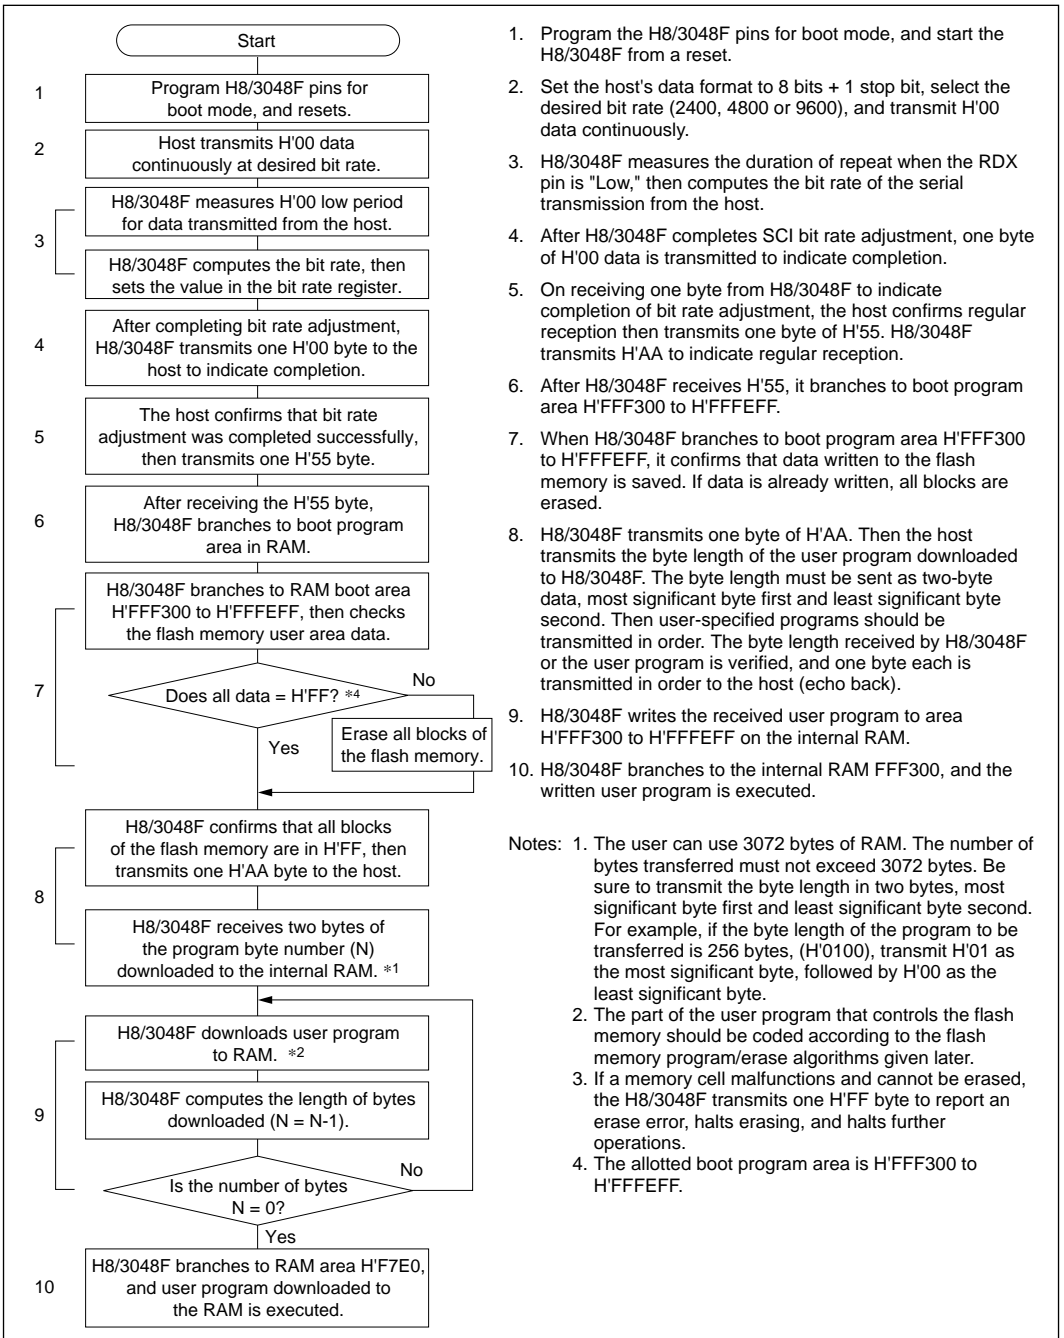 Start
1
Program H8/3048F pins for
boot mode, and resets.
2
Host transmits H'00 data
continuously at desired bit rate.
3
H8/3048F measures H'00 low period
for data transmitted from the host.
H8/3048F computes the bit rate, then
sets the value in the bit rate register.
4
After completing bit rate adjustment,
H8/3048F transmits one H'00 byte to the
host to indicate completion.
5
The host confirms that bit rate
adjustment was completed successfully,
then transmits one H'55 byte.
6
After receiving the H'55 byte,
H8/3048F branches to boot program
area in RAM.
7
H8/3048F branches to RAM boot area
H'FFF300 to H'FFFEFF, then checks
the flash memory user area data.
Does all data = H'FF? *4
No
Yes
Erase all blocks of
the flash memory.
8
H8/3048F confirms that all blocks
of the flash memory are in H'FF, then
transmits one H'AA byte to the host.
H8/3048F receives two bytes of
the program byte number (N)
downloaded to the internal RAM. *1
9
H8/3048F downloads user program
to RAM. *2
H8/3048F computes the length of bytes
downloaded (N = N-1).
Is the number of bytes
N = 0?
No
Yes
10
H8/3048F branches to RAM area H'F7E0,
and user program downloaded to
the RAM is executed.
1. Program the H8/3048F pins for boot mode, and start the
H8/3048F from a reset.
2. Set the host's data format to 8 bits + 1 stop bit, select the
desired bit rate (2400, 4800 or 9600), and transmit H'00
data continuously.
3. H8/3048F measures the duration of repeat when the RDX
pin is "Low," then computes the bit rate of the serial
transmission from the host.
4. After H8/3048F completes SCI bit rate adjustment, one byte
of H'00 data is transmitted to indicate completion.
5. On receiving one byte from H8/3048F to indicate
completion of bit rate adjustment, the host confirms regular
reception then transmits one byte of H'55. H8/3048F
transmits H'AA to indicate regular reception.
6. After H8/3048F receives H'55, it branches to boot program
area H'FFF300 to H'FFFEFF.
7. When H8/3048F branches to boot program area H'FFF300
to H'FFFEFF, it confirms that data written to the flash
memory is saved. If data is already written, all blocks are
erased.
8. H8/3048F transmits one byte of H'AA. Then the host
transmits the byte length of the user program downloaded
to H8/3048F. The byte length must be sent as two-byte
data, most significant byte first and least significant byte
second. Then user-specified programs should be
transmitted in order. The byte length received by H8/3048F
or the user program is verified, and one byte each is
transmitted in order to the host (echo back).
9. H8/3048F writes the received user program to area
H'FFF300 to H'FFFEFF on the internal RAM.
10. H8/3048F branches to the internal RAM FFF300, and the
written user program is executed.
Notes: 1. The user can use 3072 bytes of RAM. The number of
bytes transferred must not exceed 3072 bytes. Be
sure to transmit the byte length in two bytes, most
significant byte first and least significant byte second.
For example, if the byte length of the program to be
transferred is 256 bytes, (H'0100), transmit H'01 as
the most significant byte, followed by H'00 as the
least significant byte.
2. The part of the user program that controls the flash
memory should be coded according to the flash
memory program/erase algorithms given later.
3. If a memory cell malfunctions and cannot be erased,
the H8/3048F transmits one H'FF byte to report an
erase error, halts erasing, and halts further
operations.
4. The allotted boot program area is H'FFF300 to
H'FFFEFF.